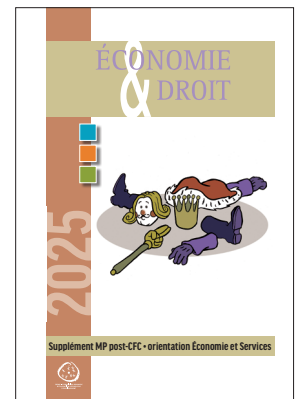 ÉCONOMIE
& DROIT
2025
Supplément MP post-CFC • orientation Économie et Services